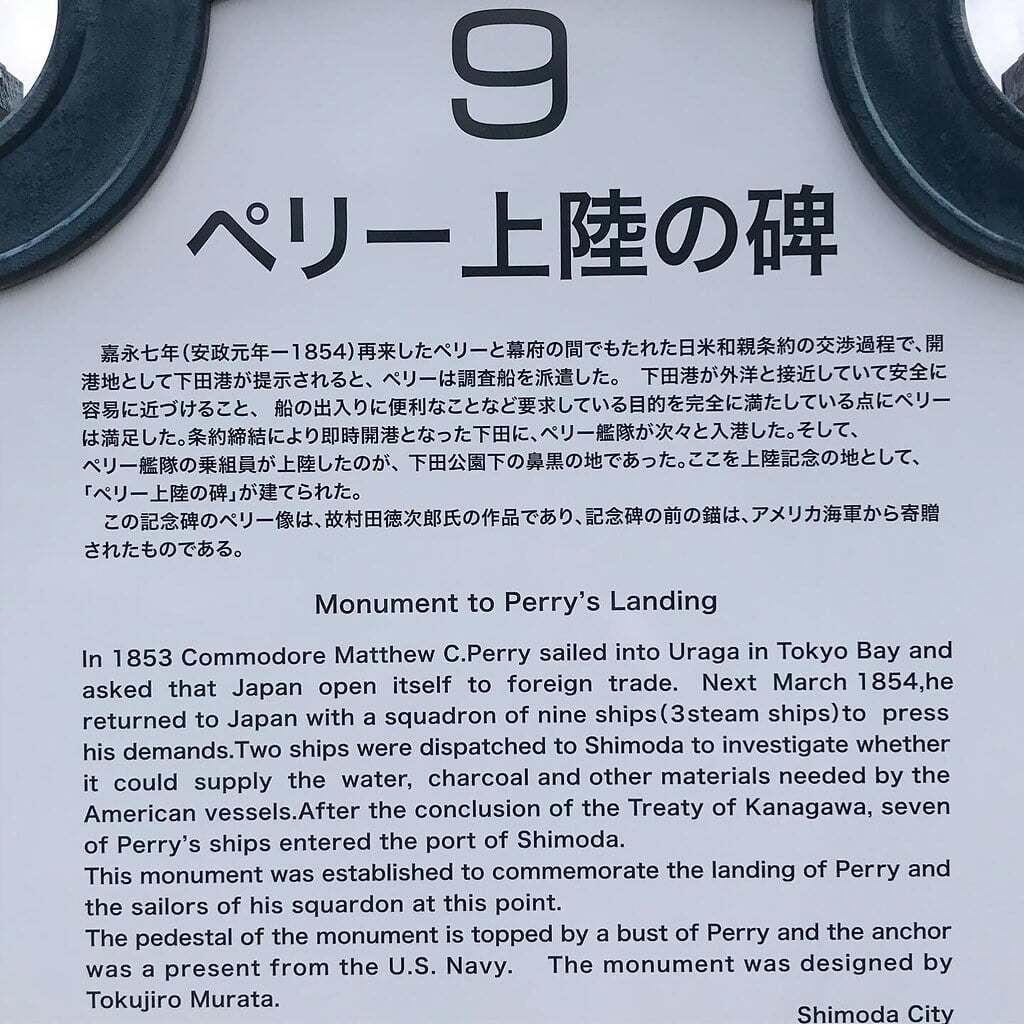 9
ペリー上陸の碑
嘉永七年(安政元年ー1854)再来したペリーと幕府の間でもたれた日米和親条約の交渉過程で、開
港地として下田港が提示されると、ペリーは調査船を派遣した。 下田港が外洋と接近していて安全に
容易に近づけること、船の出入りに便利なことなど要求している目的を完全に満たしている点にペリー
は満足した。条約締結により即時開港となった下田に、ペリー艦隊が次々と入港した。そして、
ペリー艦隊の乗組員が上陸したのが、下田公園下の鼻黒の地であった。ここを上陸記念の地として、
「ペリー上陸の碑」が建てられた。
この記念碑のペリー像は、故村田徳次郎氏の作品であり、記念碑の前の錨は、アメリカ海軍から寄贈
されたものである。
Monument to Perry's Landing
In 1853 Commodore Matthew C.Perry sailed into Uraga in Tokyo Bay and
asked that Japan open itself to foreign trade. Next March 1854,he
returned to Japan with a squadron of nine ships(3steam ships)to press
his demands.Two ships were dispatched to Shimoda to investigate whether
it could supply the water, charcoal and other materials needed by the
American vessels.After the conclusion of the Treaty of Kanagawa, seven
of Perry's ships entered the port of Shimoda.
This monument was established to commemorate the landing of Perry and
the sailors of his squardon at this point.
The pedestal of the monument is topped by a bust of Perry and the anchor
was a present from the U.S. Navy. The monument was designed by
Tokujiro Murata.
Shimoda City